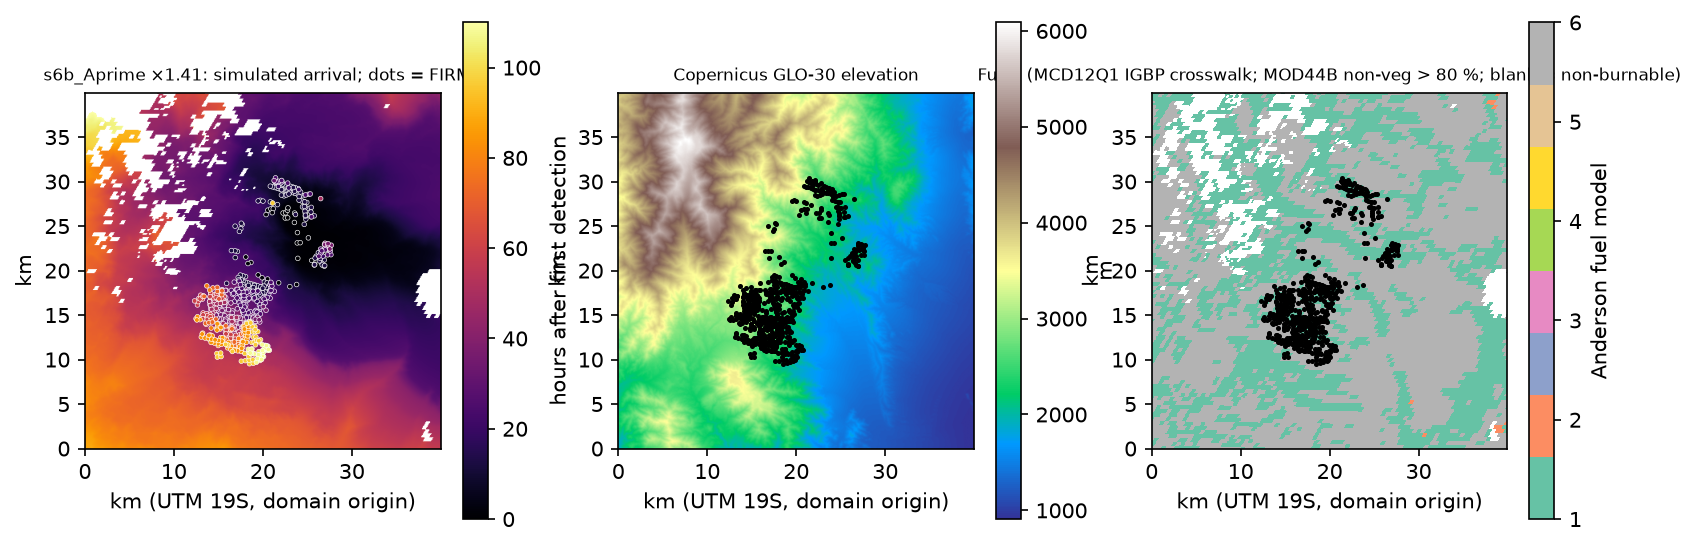 s6b_Aprime ×1.41: simulated arrival; dots = FIRM
Copernicus GLO-30 elevation
Fu (MCD12Q1 IGBP crosswalk; MOD44B non-veg > 80 %; blan non-burnable)
km
35
30
25
20
15
10
5
0
0 10 20 30
km (UTM 19S, domain origin)
100
80
60
40
20
0
hours after first detection
km
35
30
25
20
15
10
5
0
0 10 20 30
km (UTM 19S, domain origin)
6000
5000
4000
3000
2000
1000
m
km
35
30
25
20
15
10
5
0
0 10 20 30
km (UTM 19S, domain origin)
6
5
4
3
2
1
Anderson fuel model